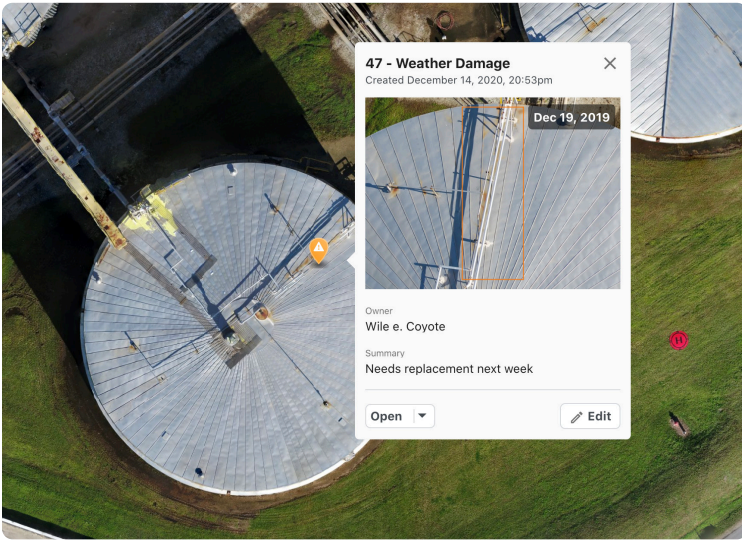 47 - Weather Damage
Created December 14, 2020, 20:53pm
Dec 19, 2019
Owner
Wile e. Coyote
Summary
Needs replacement next week
Open
Edit
H